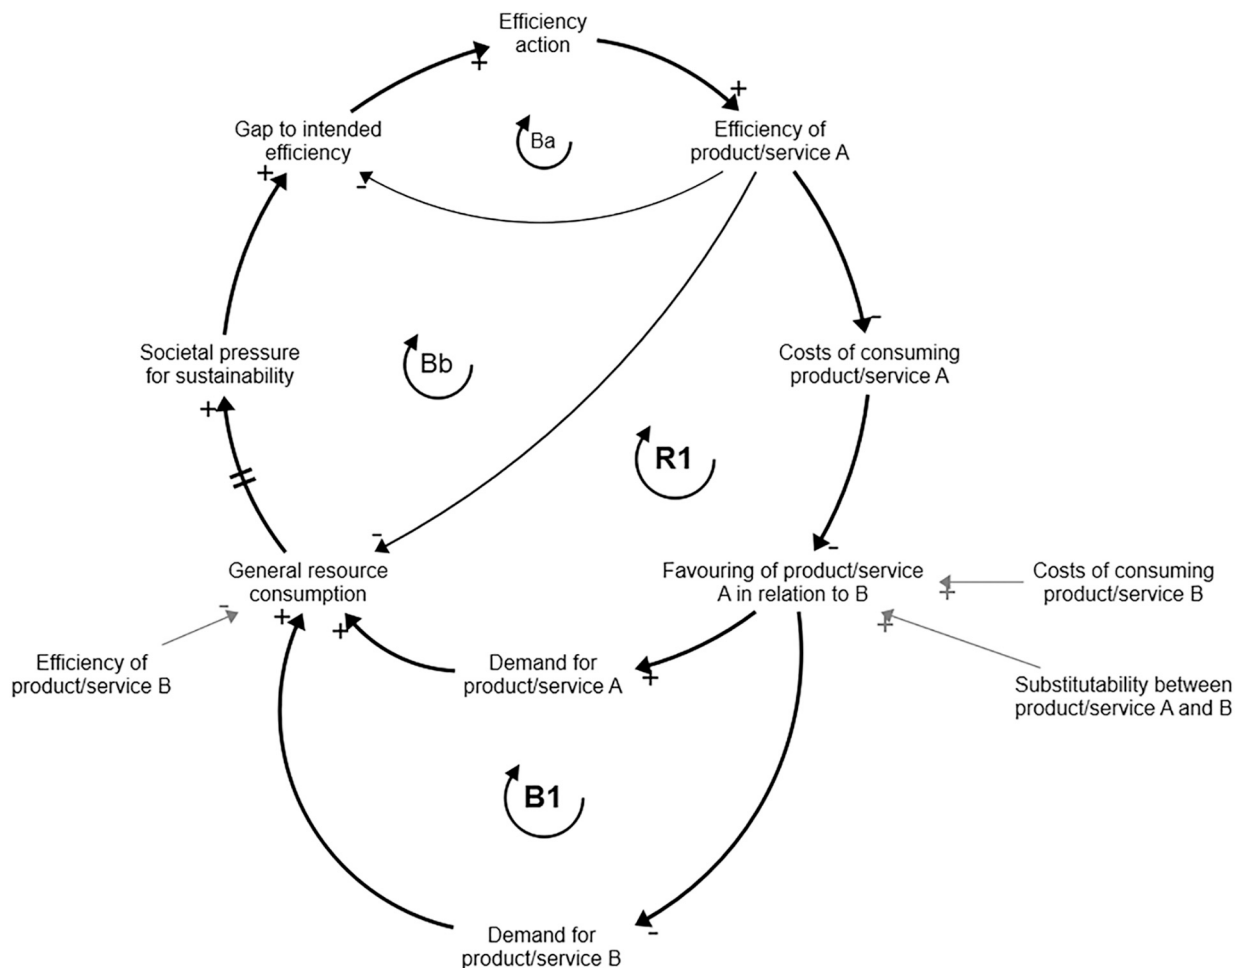 Efficiency
action
+
+
Gap to intended
efficiency
Ba
Efficiency of
product/service A
+
-
Societal pressure
for sustainability
Bb
-
Costs of consuming
product/service A
+
R1
-
-
General resource
consumption
Favouring of product/service
A in relation to B
Costs of consuming
product/service B
+
-
+
+
+
Efficiency of
product/service B
Demand for
product/service A
+
Substitutability between
product/service A and B
B1
-
Demand for
product/service B